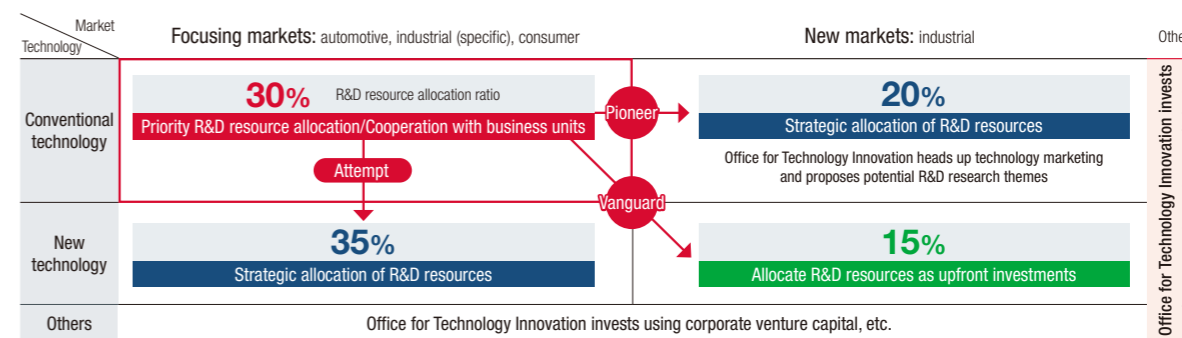 Market
Technology
Focusing markets: automotive, industrial (specific), consumer
New markets: industrial
Conventional
technology
30% R&D resource allocation ratio
Priority R&D resource allocation/Cooperation with business units
Pioneer
20%
Strategic allocation of R&D resources
Office for Technology Innovation heads up technology marketing
and proposes potential R&D research themes
Attempt
Vanguard
New
technology
35%
Strategic allocation of R&D resources
15%
Allocate R&D resources as upfront investments
Others
Office for Technology Innovation invests using corporate venture capital, etc.
Office for Technology Innovation invests